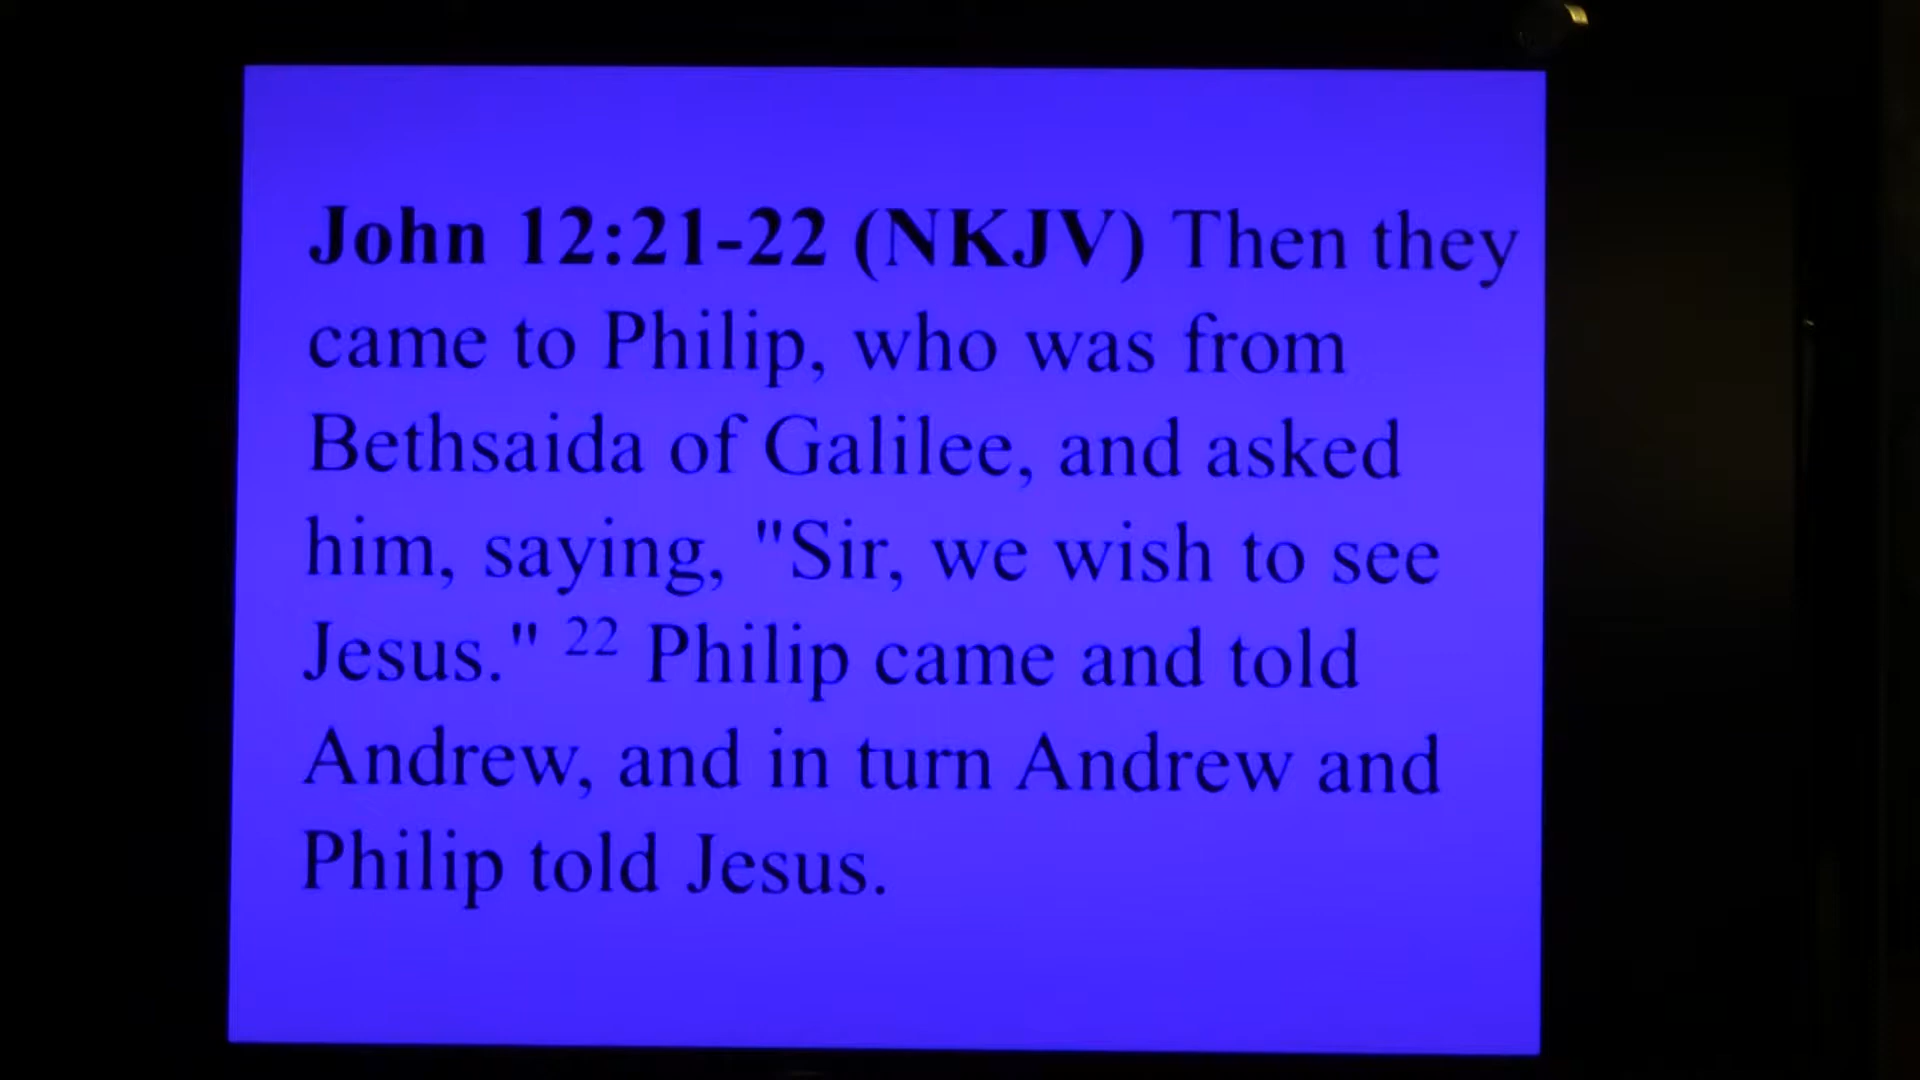 John 12:21-22 (NKJV) Then they
came to Philip, who was from
Bethsaida of Galilee, and asked
him, saying, "Sir, we wish to see
Jesus." 22 Philip came and told
Andrew, and in turn Andrew and
Philip told Jesus.